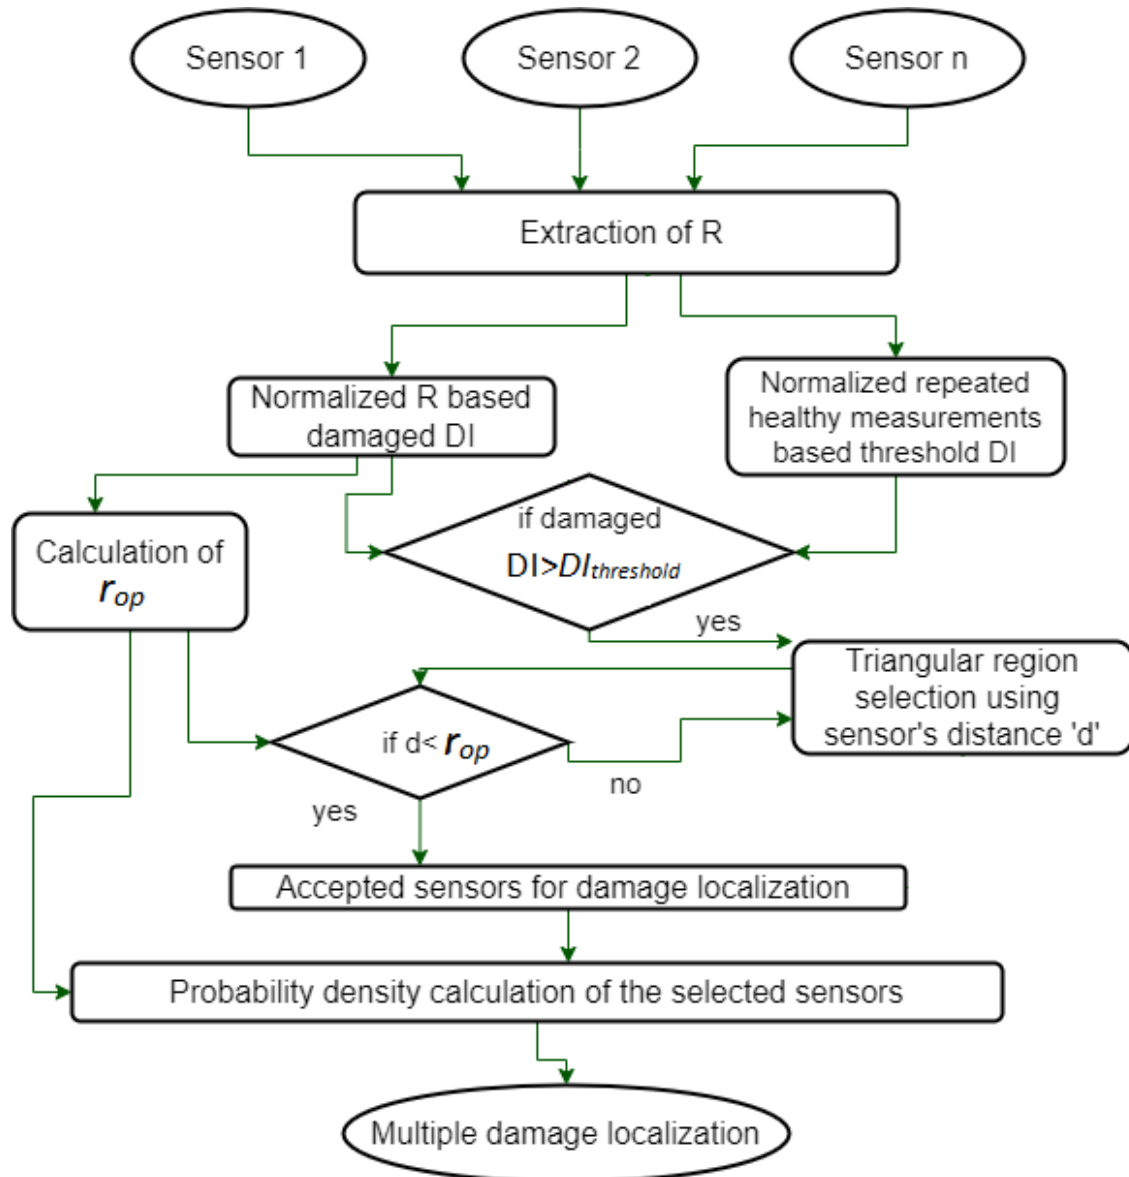 Sensor 1
Sensor 2
Sensor n
Extraction of R
Normalized R based
damaged DI
Normalized repeated
healthy measurements
based threshold DI
if damaged
DI>DIthreshold
Calculation of
rop
yes
Triangular region
selection using
sensor's distance 'd'
if d< rop
no
yes
Accepted sensors for damage localization
Probability density calculation of the selected sensors
Multiple damage localization